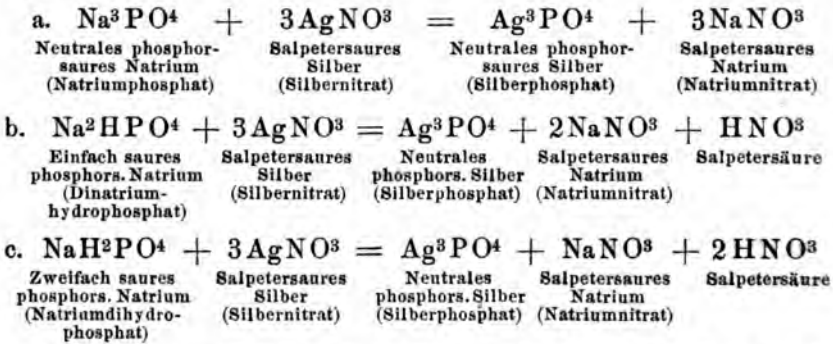 a. Na³PO⁴ + 3AgNO³ = Ag³PO⁴ + 3NaNO³
Neutrales phosphor- Salpetersaures Neutrales phosphor- Salpetersaures
saures Natrium Silber saures Silber Natrium
(Natriumphosphat) (Silbernitrat) (Silberphosphat) (Natriumnitrat)
b. Na²HPO⁴ + 3AgNO³ = Ag³PO⁴ + 2NaNO³ + HNO³
Einfach saures Salpetersaures Neutrales Salpetersaures Salpetersäure
phosphors. Natrium Silber phosphors. Silber Natrium
(Dinatrium- (Silbernitrat) (Silberphosphat) (Natriumnitrat)
hydrophosphat)
c. NaH²PO⁴ + 3AgNO³ = Ag³PO⁴ + NaNO³ + 2HNO³
Zweifach saures Salpetersaures Neutrales Salpetersaures Salpetersäure
phosphors. Natrium Silber phosphors. Silber Natrium
(Natriumdihydro- (Silbernitrat) (Silberphosphat) (Natriumnitrat)
phosphat)